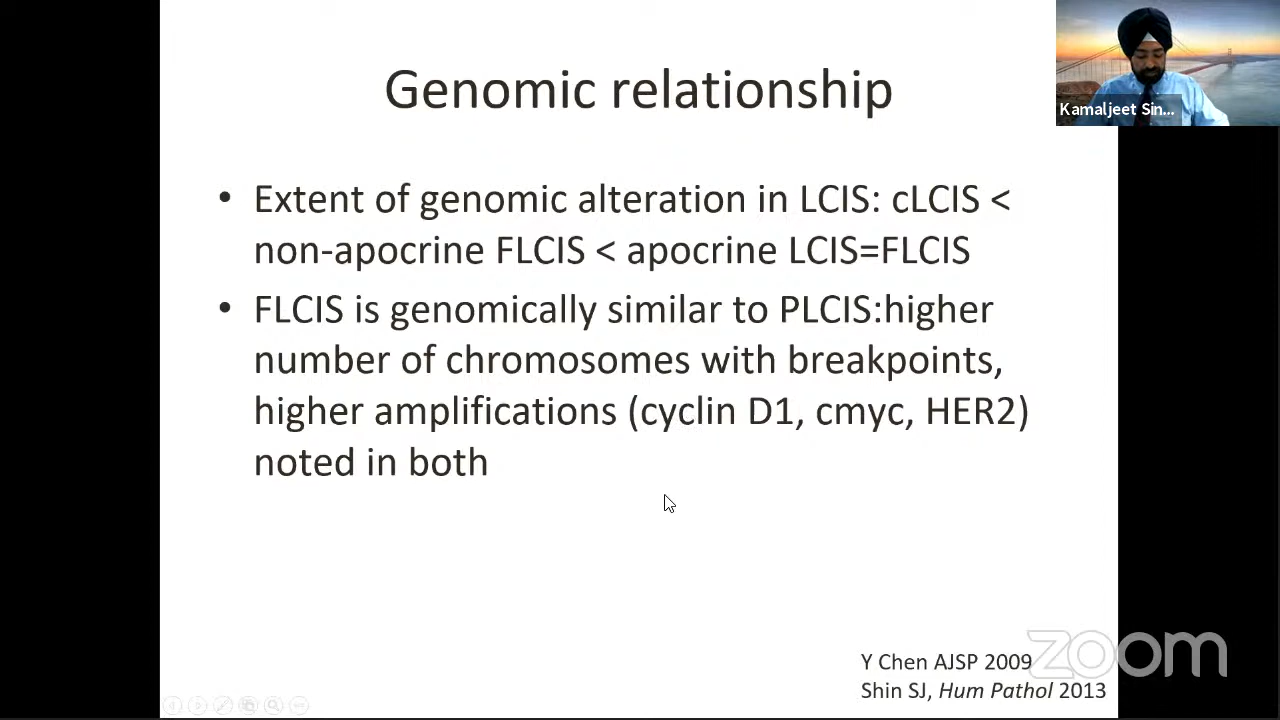 Genomic relationship
Kamaljeet Sin...
• Extent of genomic alteration in LCIS: cLCIS <
non-apocrine FLCIS < apocrine LCIS=FLCIS
• FLCIS is genomically similar to PLCIS:higher
number of chromosomes with breakpoints,
higher amplifications (cyclin D1, cmyc, HER2)
noted in both
Y Chen AJSP 2009
Shin SJ, Hum Pathol 2013
zoom